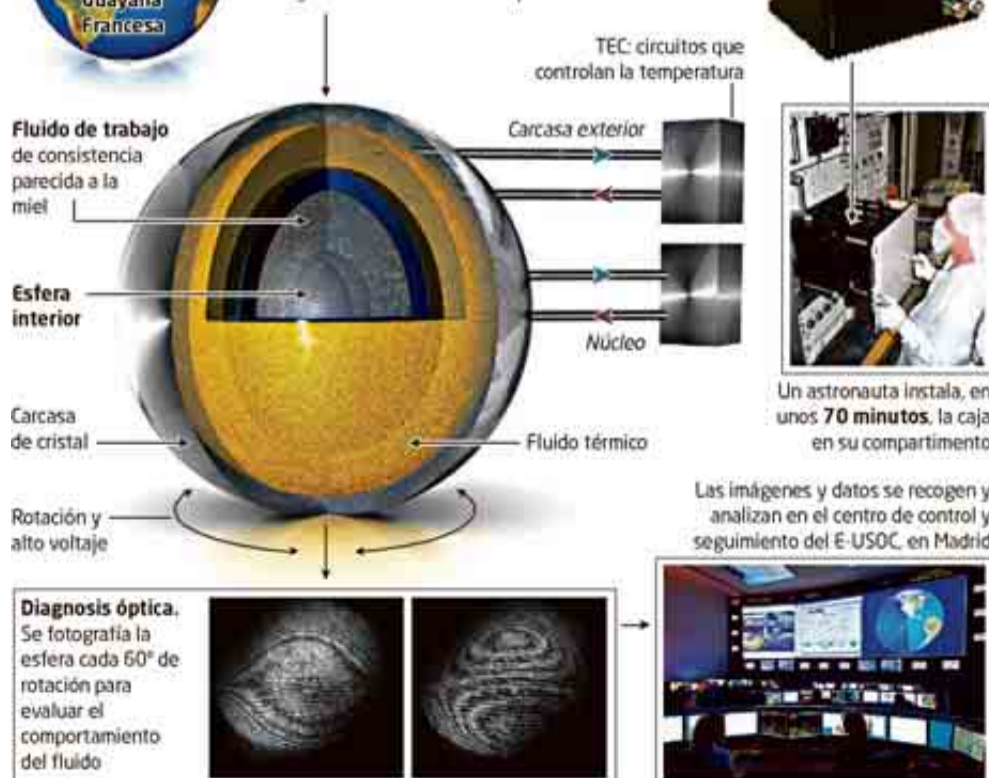 Guayana
Francesa
TEC: circuitos que
controlan la temperatura
Fluido de trabajo
de consistencia
parecida a la
miel
Carcasa exterior
Esfera
interior
Núcleo
Un astronauta instala, en
unos 70 minutos, la caja
en su compartimento
Carcasa
de cristal
Fluido térmico
Rotación y
alto voltaje
Las imágenes y datos se recogen y
analizan en el centro de control y
seguimiento del E-USOC, en Madrid
Diagnosis óptica.
Se fotografía la
esfera cada 60º de
rotación para
evaluar el
comportamiento
del fluido